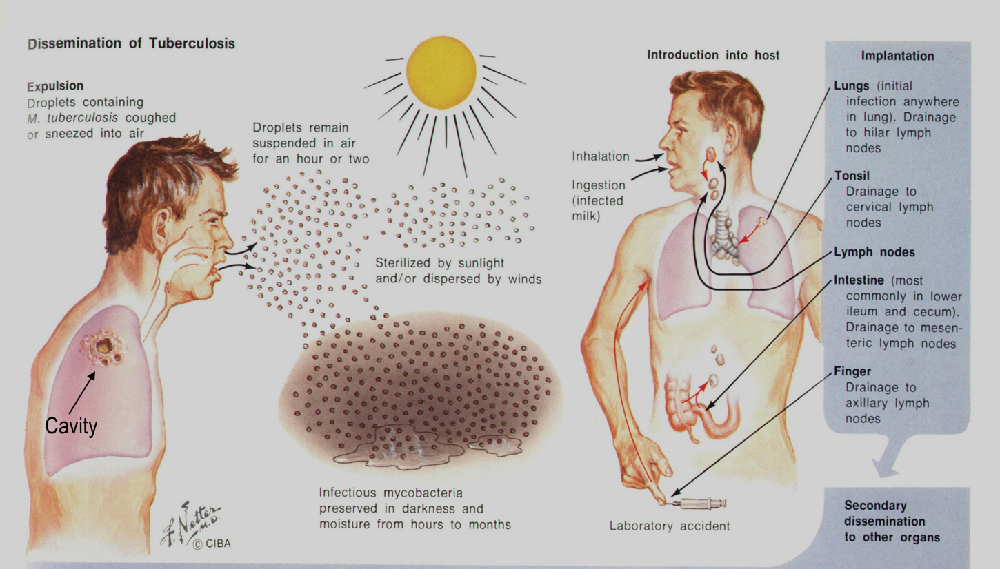 Dissemination of Tuberculosis
Expulsion
Droplets containing
M. tuberculosis coughed
or sneezed into air
Droplets remain
suspended in air
for an hour or two
Sterilized by sunlight
and/or dispersed by winds
Cavity
Infectious mycobacteria
preserved in darkness and
moisture from hours to months
F. Netter
M.D.
© CIBA
Introduction into host
Inhalation
Ingestion
(infected
milk)
Laboratory accident
Implantation
Lungs (initial
infection anywhere
in lung). Drainage
to hilar lymph
nodes
Tonsil
Drainage to
cervical lymph
nodes
Lymph nodes
Intestine (most
commonly in lower
ileum and cecum).
Drainage to mesen-
teric lymph nodes
Finger
Drainage to
axillary lymph
nodes
Secondary
dissemination
to other organs